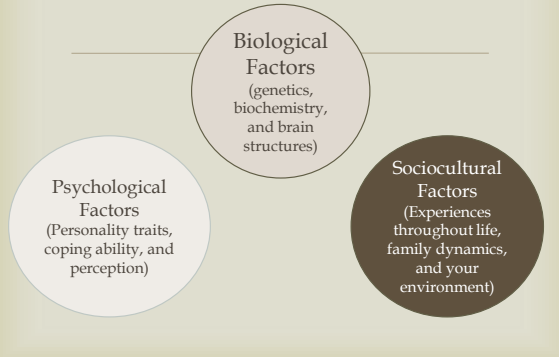 Biological
Factors
(genetics,
biochemistry,
and brain
structures)
Psychological
Factors
(Personality traits,
coping ability, and
perception)
Sociocultural
Factors
(Experiences
throughout life,
family dynamics,
and your
environment)